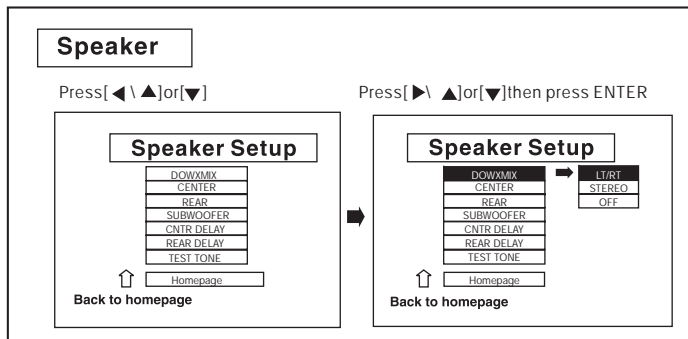 Speaker
Press[ ◀ \ ▲]or[▼]
Speaker Setup
DOWXMIX
CENTER
REAR
SUBWOOFER
CNTR DELAY
REAR DELAY
TEST TONE
Homepage
Back to homepage
Press[ ▶\ ▲]or[▼]then press ENTER
Speaker Setup
DOWXMIX
LT/RT
CENTER
STEREO
REAR
OFF
SUBWOOFER
CNTR DELAY
REAR DELAY
TEST TONE
Homepage
Back to homepage